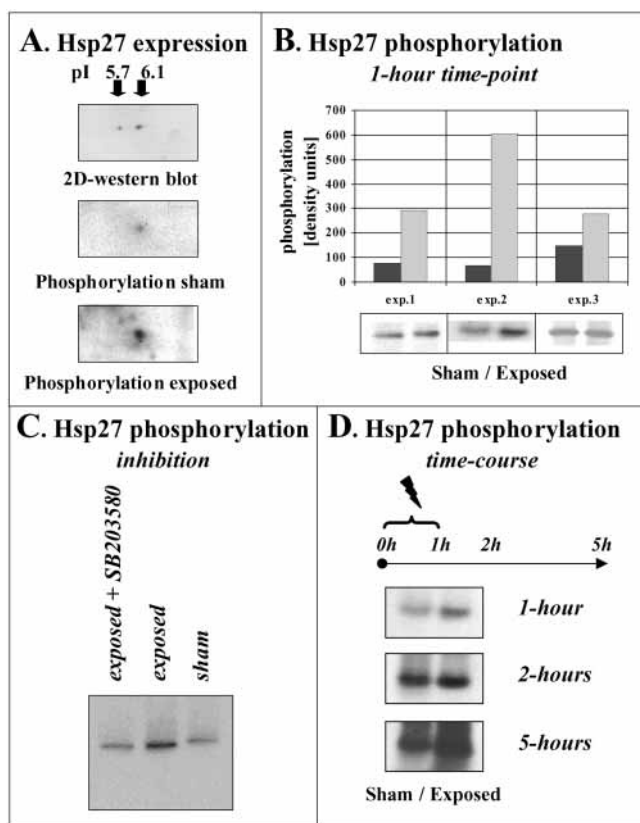 A. Hsp27 expression
pI 5.7 6.1
2D-western blot
Phosphorylation sham
Phosphorylation exposed
B. Hsp27 phosphorylation
1-hour time-point
phosphorylation
[density units]
700
600
500
400
300
200
100
0
exp.1 exp.2 exp.3
Sham / Exposed
C. Hsp27 phosphorylation
inhibition
exposed + SB203580
exposed
sham
D. Hsp27 phosphorylation
time-course
0h 1h 2h 5h
1-hour
2-hours
5-hours
Sham / Exposed